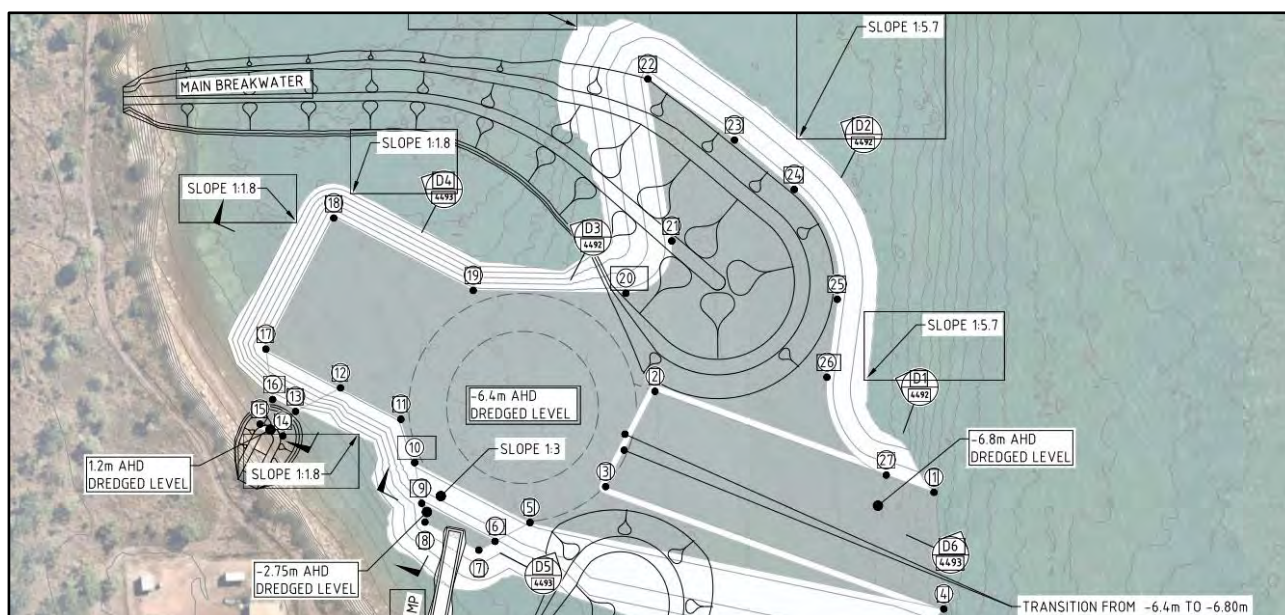 SLOPE 1:5.7
22
MAIN BREAKWATER
D2
4492
23
SLOPE 1:1.8
24
D4
4493
SLOPE 1:1.8
18
D3
4492
21
19
20
25
SLOPE 1:5.7
17
26
D1
4492
12
2
16
13
-6.4m AHD
DREDGED LEVEL
11
15
14
-6.8m AHD
DREDGED LEVEL
SLOPE 1:3
1.2m AHD
DREDGED LEVEL
SLOPE 1:1.8
10
27
1
3
9
5
8
6
7
D6
4493
-2.75m AHD
DREDGED LEVEL
D5
4493
4
MP
TRANSITION FROM -6.4m TO -6.80m